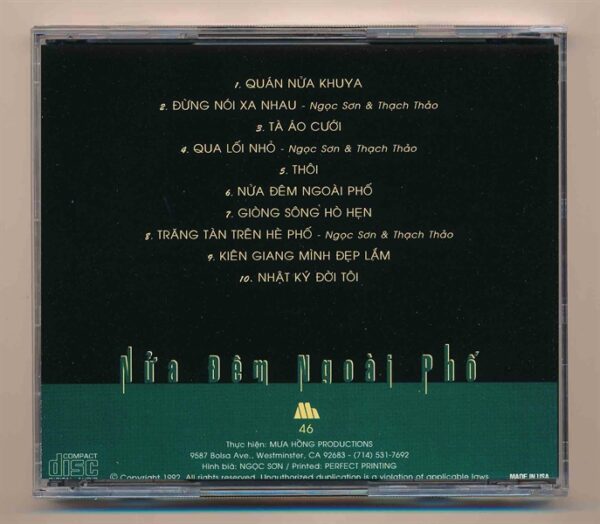 1. QUÁN NỬA KHUYA
2. ĐỪNG NÓI XA NHAU - Ngọc Sơn & Thạch Thảo
3. TÀ ÁO CƯỚI
4. QUA LỐI NHỎ - Ngọc Sơn & Thạch Thảo
5. THÔI
6. NỬA ĐÊM NGOÀI PHỐ
7. GIÒNG SÔNG HÒ HẸN
8. TRĂNG TÀN TRÊN HÈ PHỐ - Ngọc Sơn & Thạch Thảo
9. KIÊN GIANG MÌNH ĐẸP LẮM
10. NHẬT KÝ ĐỜI TÔI
Nửa Đêm Ngoài Phố
46
Thực hiện: MƯA HỒNG PRODUCTIONS
9587 Bolsa Ave., Westminster, CA 92683 - (714) 531-7692
Hình bìa: NGỌC SƠN / Printed: PERFECT PRINTING
COMPACT
disc
© Copyright 1992. All rights reserved. Unauthorized duplication is a violation of applicable laws
MADE IN USA